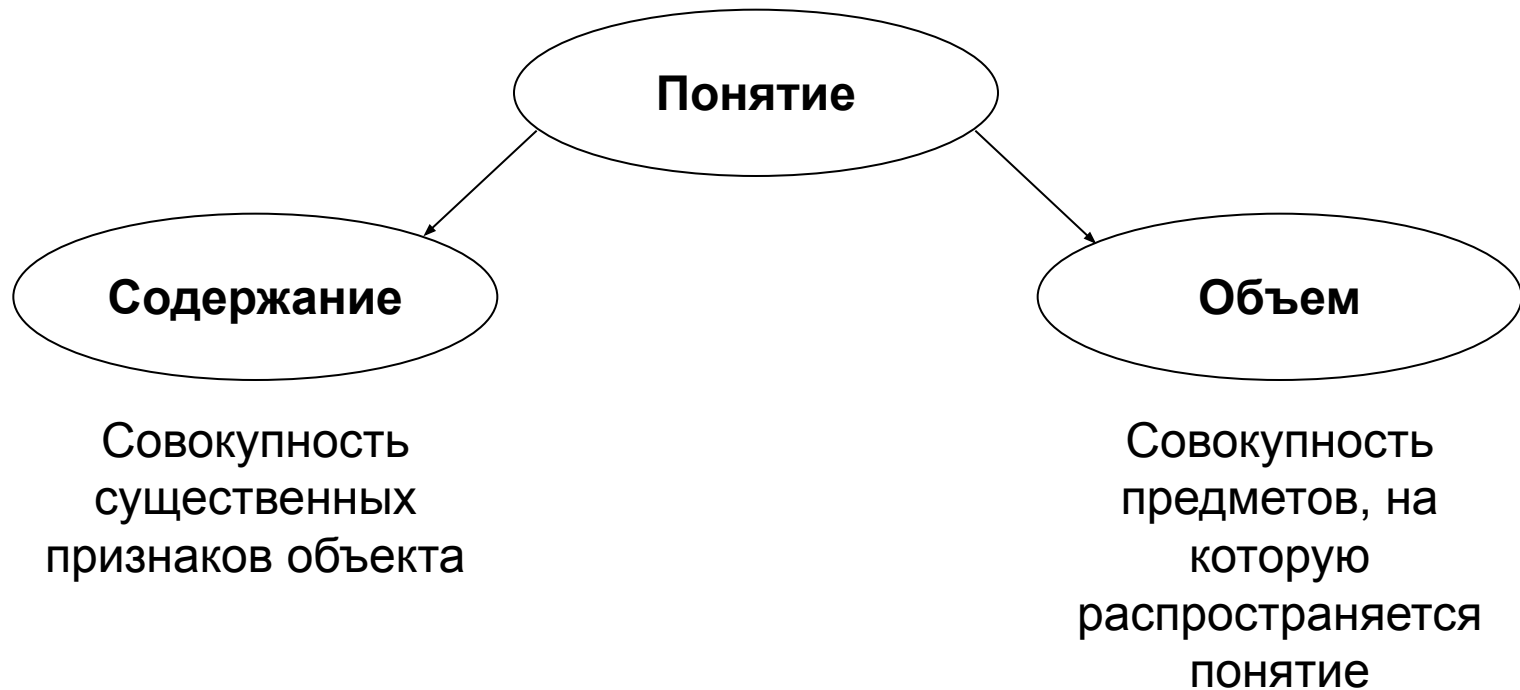 Понятие
Содержание
Объем
Совокупность
существенных
признаков объекта
Совокупность
предметов, на
которую
распространяется
понятие